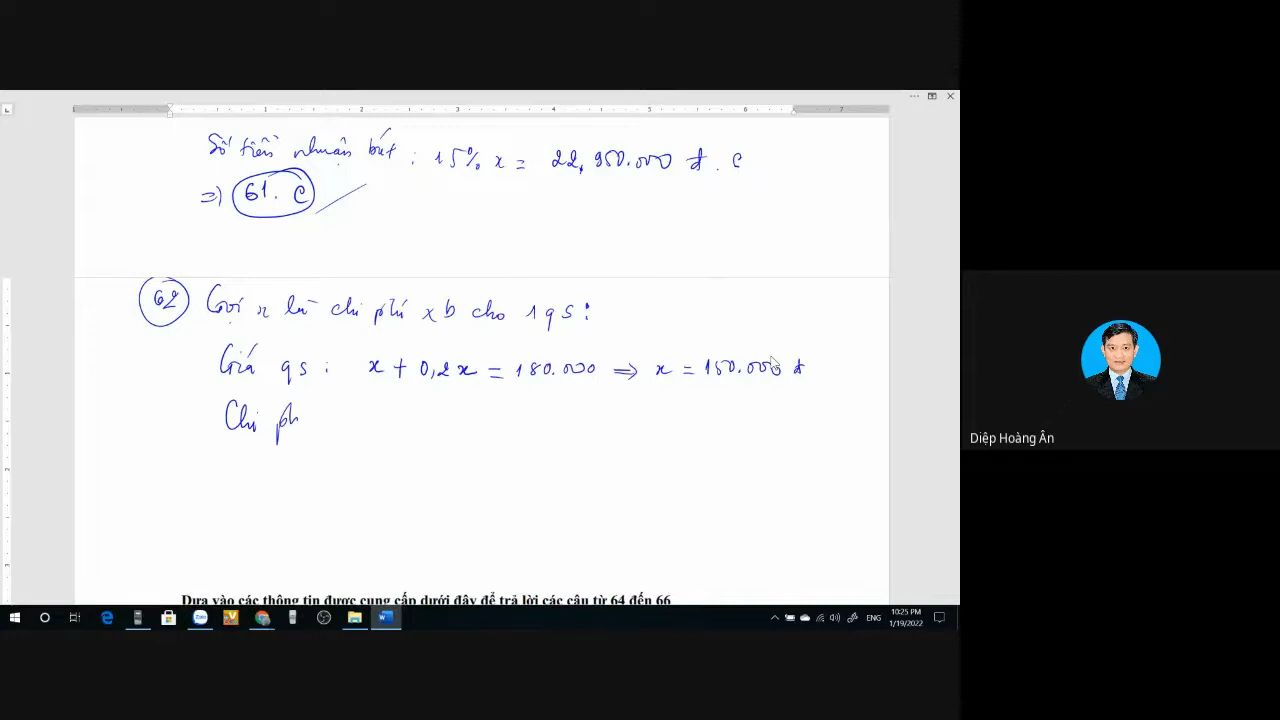 Số tiền nhuận bút : 15% x = 22,950.000 đ . C
=> 61. C
62 Gọi x là chi phí xb cho 1 qs :
Giá qs : x + 0,2x = 180.000 => x = 150.000 đ
Chi ph
Dựa vào các thông tin được cung cấp dưới đây để trả lời các câu từ 64 đến 66
Diệp Hoàng Ân
ENG
10:25 PM
1/19/2022